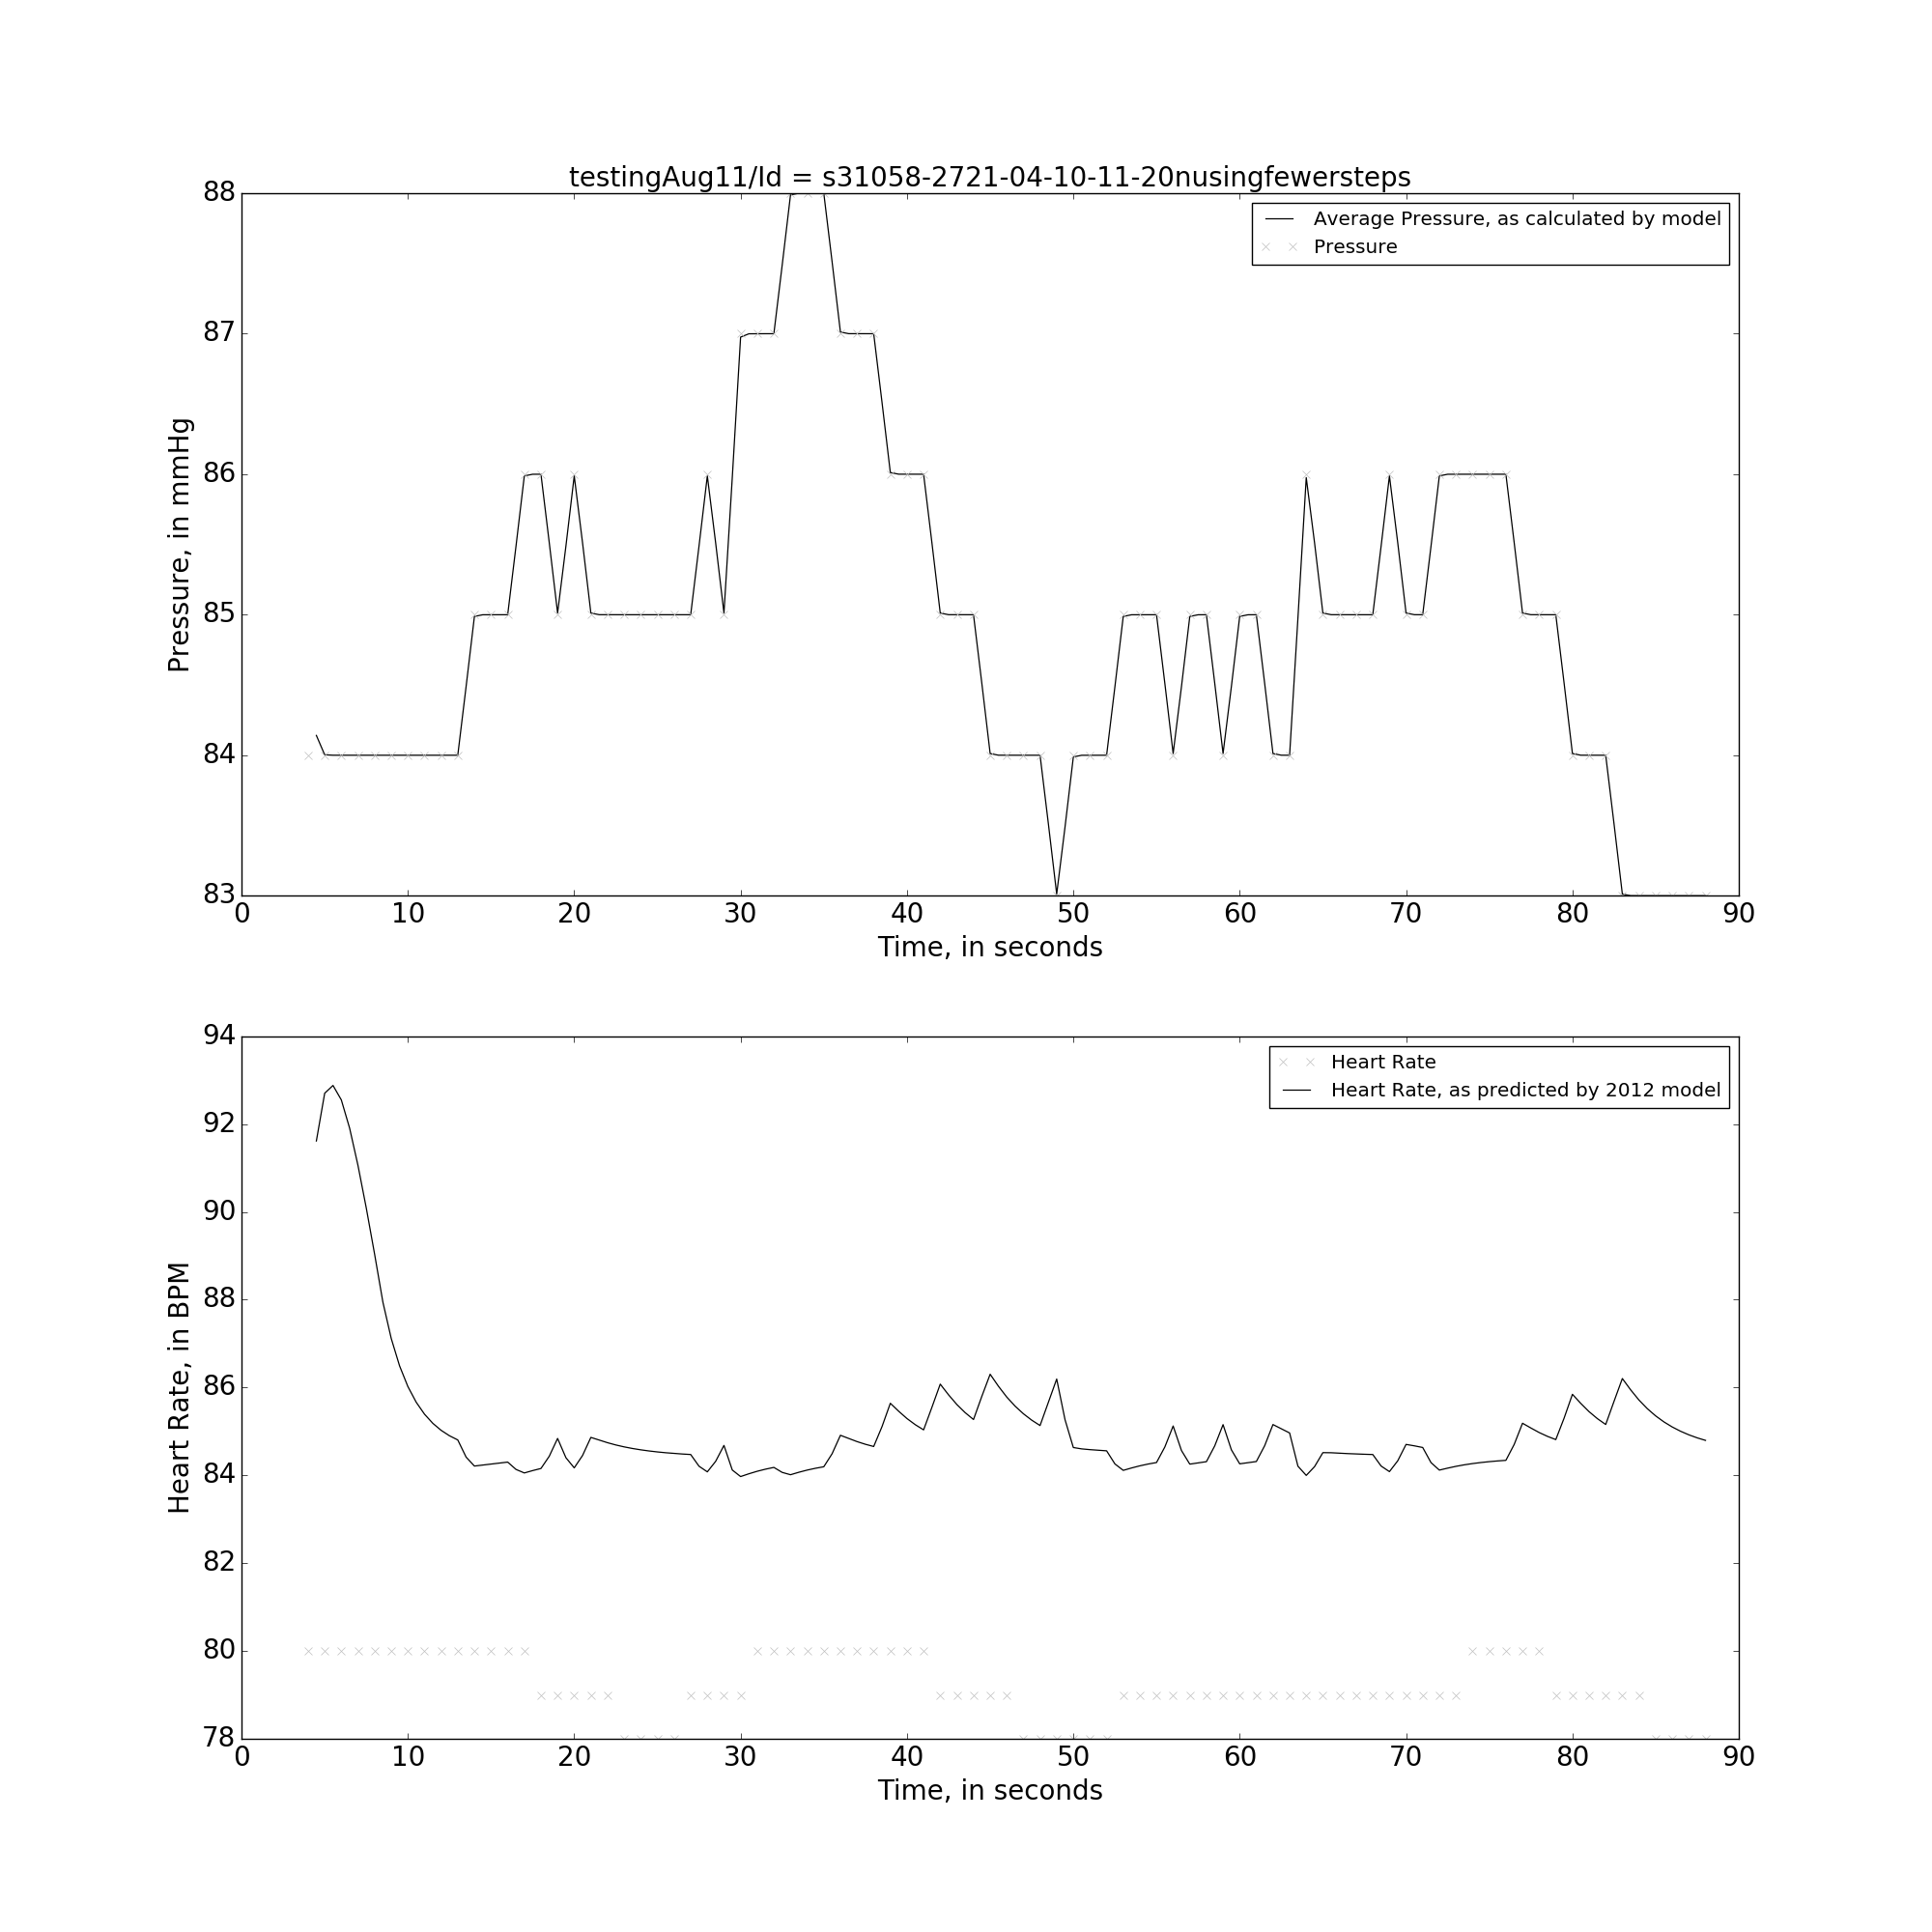 testingAug11/Id = s31058-2721-04-10-11-20nusingfewersteps
88
87
86
85
84
83
Pressure, in mmHg
Average Pressure, as calculated by model
Pressure
0 10 20 30 40 50 60 70 80 90
Time, in seconds
94
92
90
88
86
84
82
80
78
Heart Rate, in BPM
Heart Rate
Heart Rate, as predicted by 2012 model
0 10 20 30 40 50 60 70 80 90
Time, in seconds